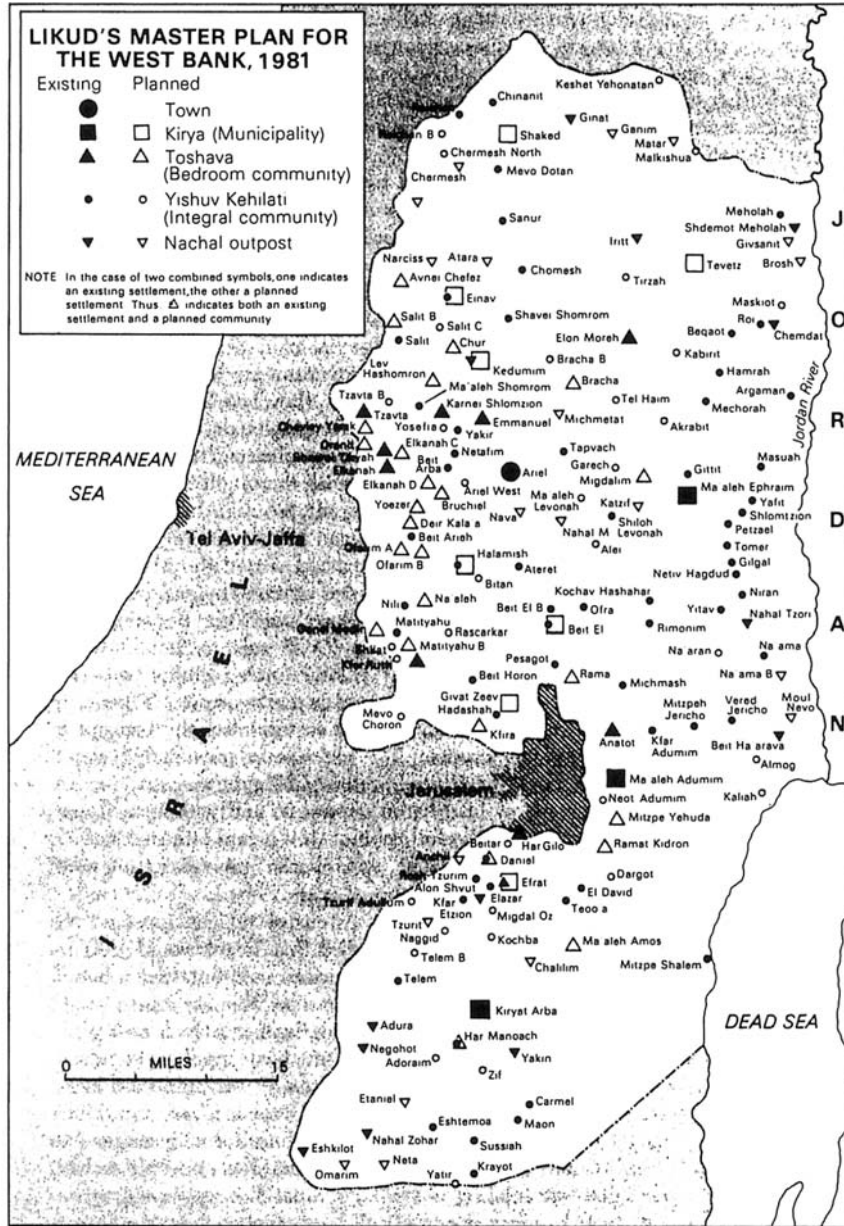 LIKUD'S MASTER PLAN FOR
THE WEST BANK, 1981
Existing Planned
Town
Kirya (Municipality)
Toshava
(Bedroom community)
Yishuv Kehilati
(Integral community)
Nachal outpost
NOTE In the case of two combined symbols, one indicates
an existing settlement, the other a planned
settlement Thus indicates both an existing
settlement and a planned community
Keshet Yehonatan
Chinanit
Shaked
Ginat
Ganim
B
Chermesh North
Matar
Malkishua
Chermesh
Mevo Dotan
Sanur
Meholah
Shdemot Meholah
Givsanit
Iritt
Narciss
Atara
Tevetz
Brosh
Avnei Chefez
Chomesh
Tirzah
Einav
Maskiot
Salit B
Salit C
Shavei Shomrom
Roi
Chemdat
Salit
Chur
Elon Moreh
Beqaot
Kedumim
Bracha B
Kabirit
Lev
Hashomron
Ma'aleh Shomrom
Bracha
Hamrah
Tzavta B
Karnei Shlomzion
Tel Haim
Argaman
Tzavta
Emmanuel
Michmetat
Mechorah
Yosefia
Yakir
Akrabit
Elkanah C
Netafim
Tapvach
Beit
Arba
Ariel
Garech
Masuah
Elkanah
Migdalim
Gittit
Elkanah D
Ariel West
Ma aleh
Levonah
Ma aleh Ephraim
Bruchiel
Katzif
Yafit
Yoezer
Nava
Shiloh
Shlomtzion
Deir Kala a
Nahal M
Levonah
Petzael
Beit Arieh
Alei
Tomer
Ofarim A
Halamish
Gilgal
Ofarim B
Ateret
Netiv Hagdud
Bitan
Kochav Hashahar
Niran
Nili
Na'aleh
Beit El B
Ofra
Yitav
Nahal Tzori
Matityahu
Rascarkar
Beit El
Rimonim
Shilat
Matityahu B
Na aran
Na ama
Kfar Ruth
Pesagot
Rama
Na ama B
Beit Horon
Michmash
Moul
Nevo
Givat Zeev
Hadashah
Mitzpeh
Jericho
Vered
Jericho
Mevo
Choron
Kfira
Anatot
Kfar
Adumim
Beit Ha arava
Almog
Ma aleh Adumim
Neot Adumim
Kaliah
Mitzpe Yehuda
Beitar
Har Gilo
Ramat Kidron
Daniel
Rosh Tzurim
Dargot
Alon Shvut
Efrat
El David
Tzurif Adullum
Kfar
Etzion
Elazar
Teoo a
Migdal Oz
Tzurit
Naggid
Kochba
Ma aleh Amos
Telem B
Chalilim
Mitzpe Shalem
Telem
Kiryat Arba
Adura
Har Manoach
Negohot
Adoraim
Yakin
Zif
Etaniel
Carmel
Eshtemoa
Maon
Nahal Zohar
Eshkilot
Sussiah
Omarim
Neta
Krayot
Yatir
MEDITERRANEAN
SEA
Tel Aviv-Jaffa
Jerusalem
ISRAEL
JORDAN
Jordan River
DEAD SEA
0 MILES 15